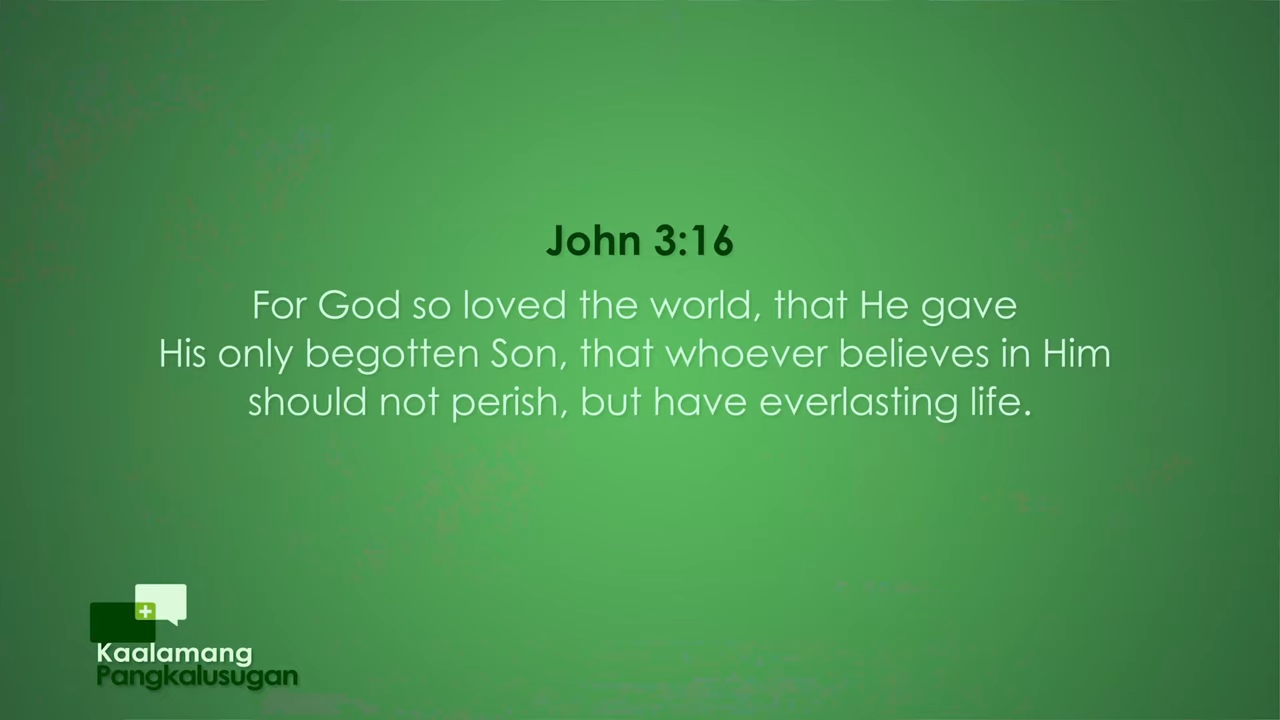 John 3:16
For God so loved the world, that He gave
His only begotten Son, that whoever believes in Him
should not perish, but have everlasting life.
Kaalamang
Pangkalusugan